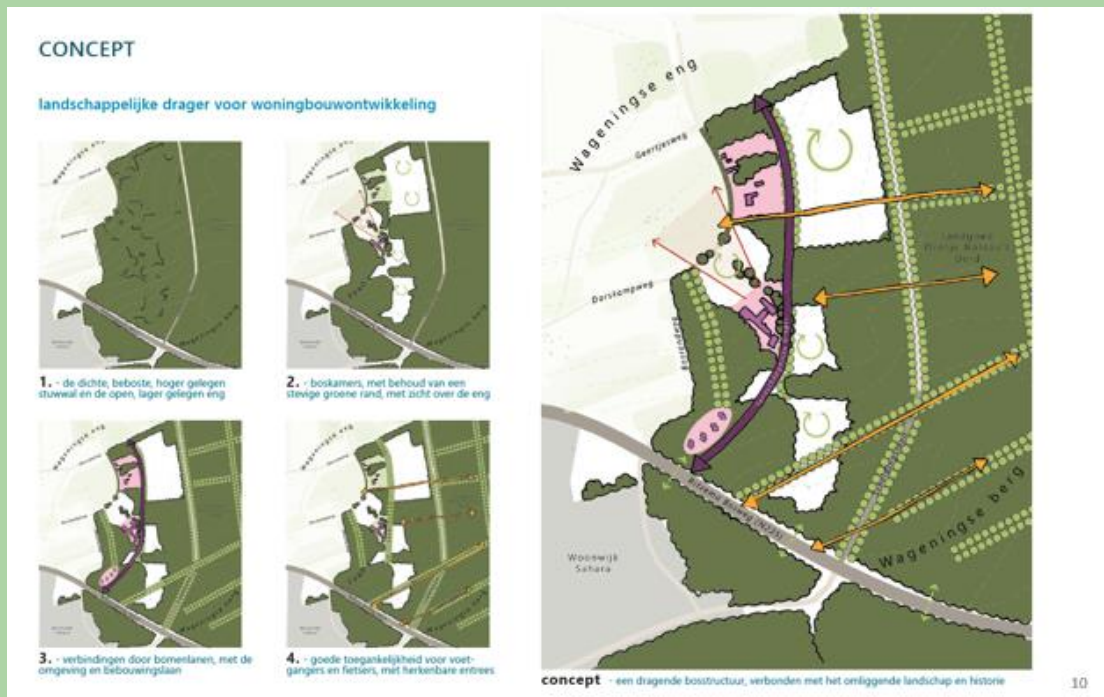 CONCEPT
landschappelijke drager voor woningbouwontwikkeling
1. - de dichte, beboste, hoger gelegen
stuwwal en de open, lager gelegen eng
2. - boskamers, met behoud van een
stevige groene rand, met zicht over de eng
3. - verbindingen door bomenlanen, met de
omgeving en bebouwingslaan
4. - goede toegankelijkheid voor voet-
gangers en fietsers, met herkenbare entrees
Wageningse eng
Geertjesweg
Dorskampweg
Landgoed
Oord
(N225)
Wageningse berg
Woonwijk
Sahara
concept - een dragende bosstructuur, verbonden met het omliggende landschap en historie
10